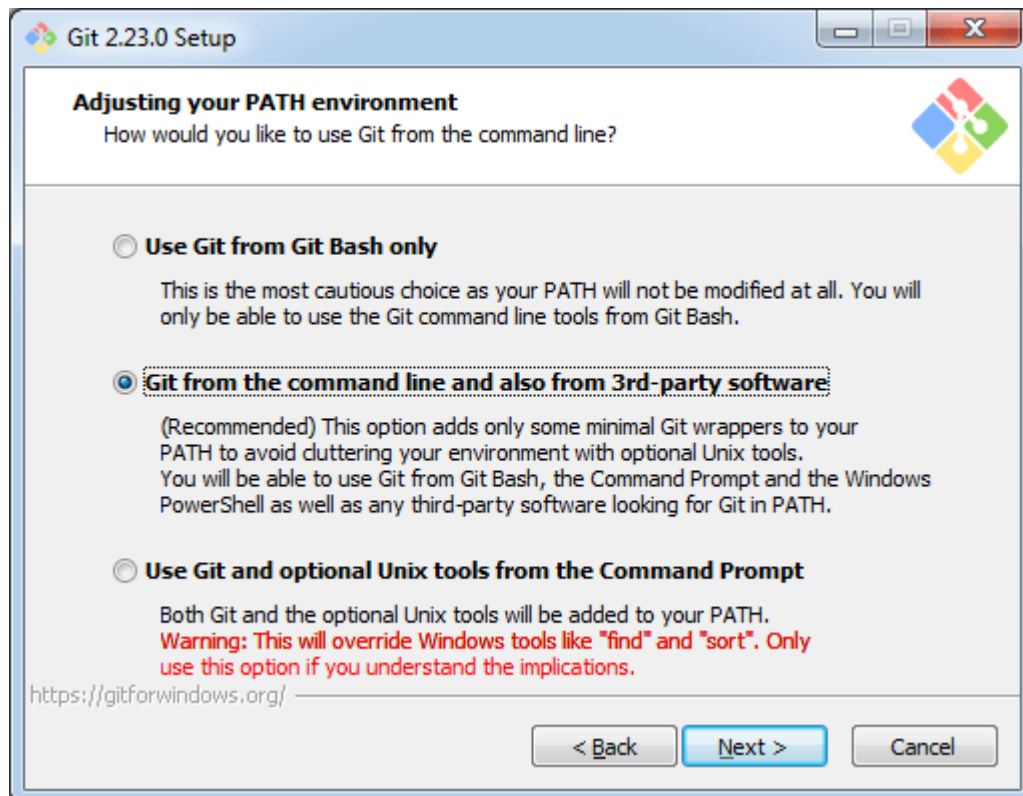 Git 2.23.0 Setup
Adjusting your PATH environment
How would you like to use Git from the command line?
Use Git from Git Bash only
This is the most cautious choice as your PATH will not be modified at all. You will
only be able to use the Git command line tools from Git Bash.
Git from the command line and also from 3rd-party software
(Recommended) This option adds only some minimal Git wrappers to your
PATH to avoid cluttering your environment with optional Unix tools.
You will be able to use Git from Git Bash, the Command Prompt and the Windows
PowerShell as well as any third-party software looking for Git in PATH.
Use Git and optional Unix tools from the Command Prompt
Both Git and the optional Unix tools will be added to your PATH.
Warning: This will override Windows tools like "find" and "sort". Only
use this option if you understand the implications.
https://gitforwindows.org/
< Back
Next >
Cancel